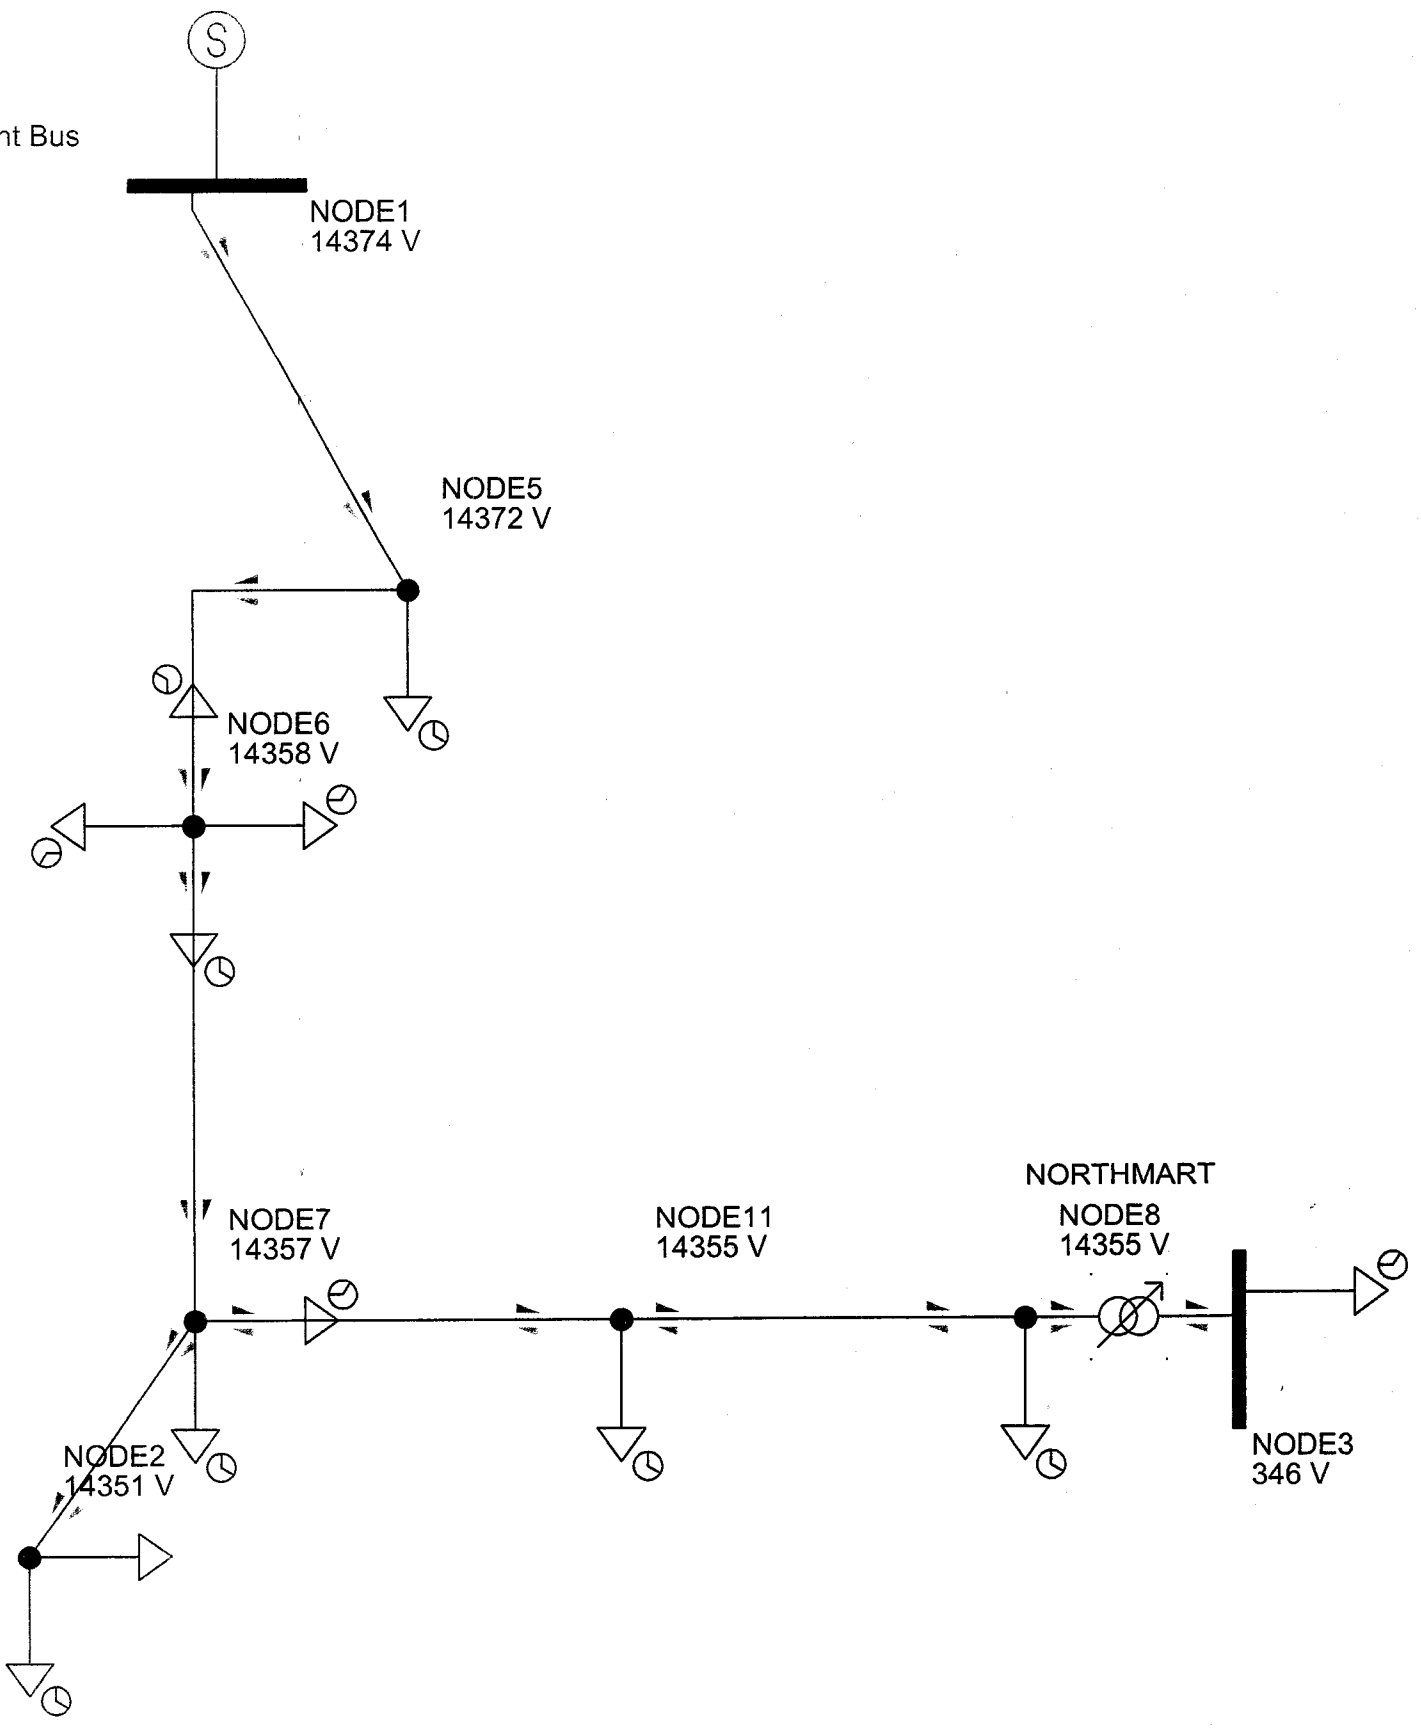 S
nt Bus
NODE1
14374 V
NODE5
14372 V
NODE6
14358 V
NORTHMART
NODE7
14357 V
NODE11
14355 V
NODE8
14355 V
NODE2
14351 V
NODE3
346 V